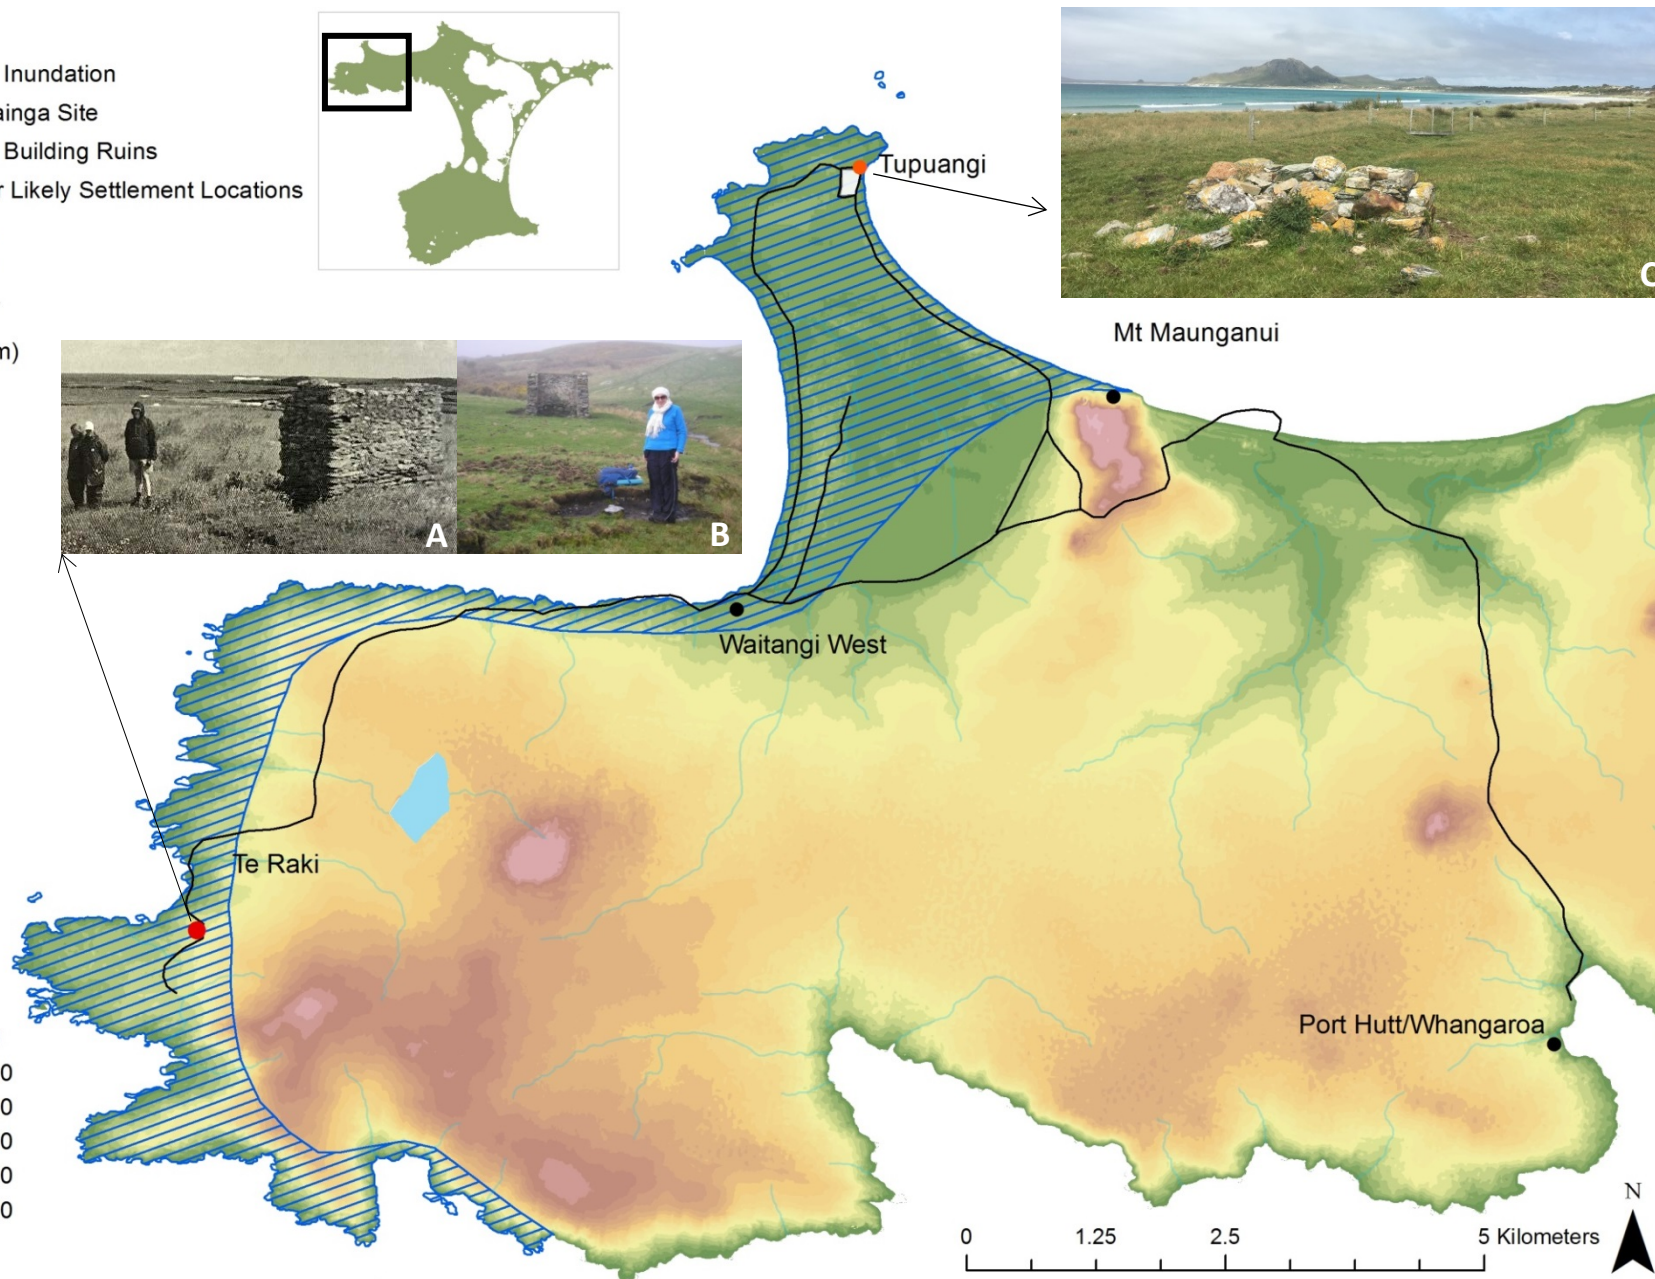 Inundation
ainga Site
Building Ruins
r Likely Settlement Locations
m)
Tupuangi
C
Mt Maunganui
A
B
Waitangi West
Te Raki
Port Hutt/Whangaroa
0
0
0
0
0
N
0 1.25 2.5 5 Kilometers